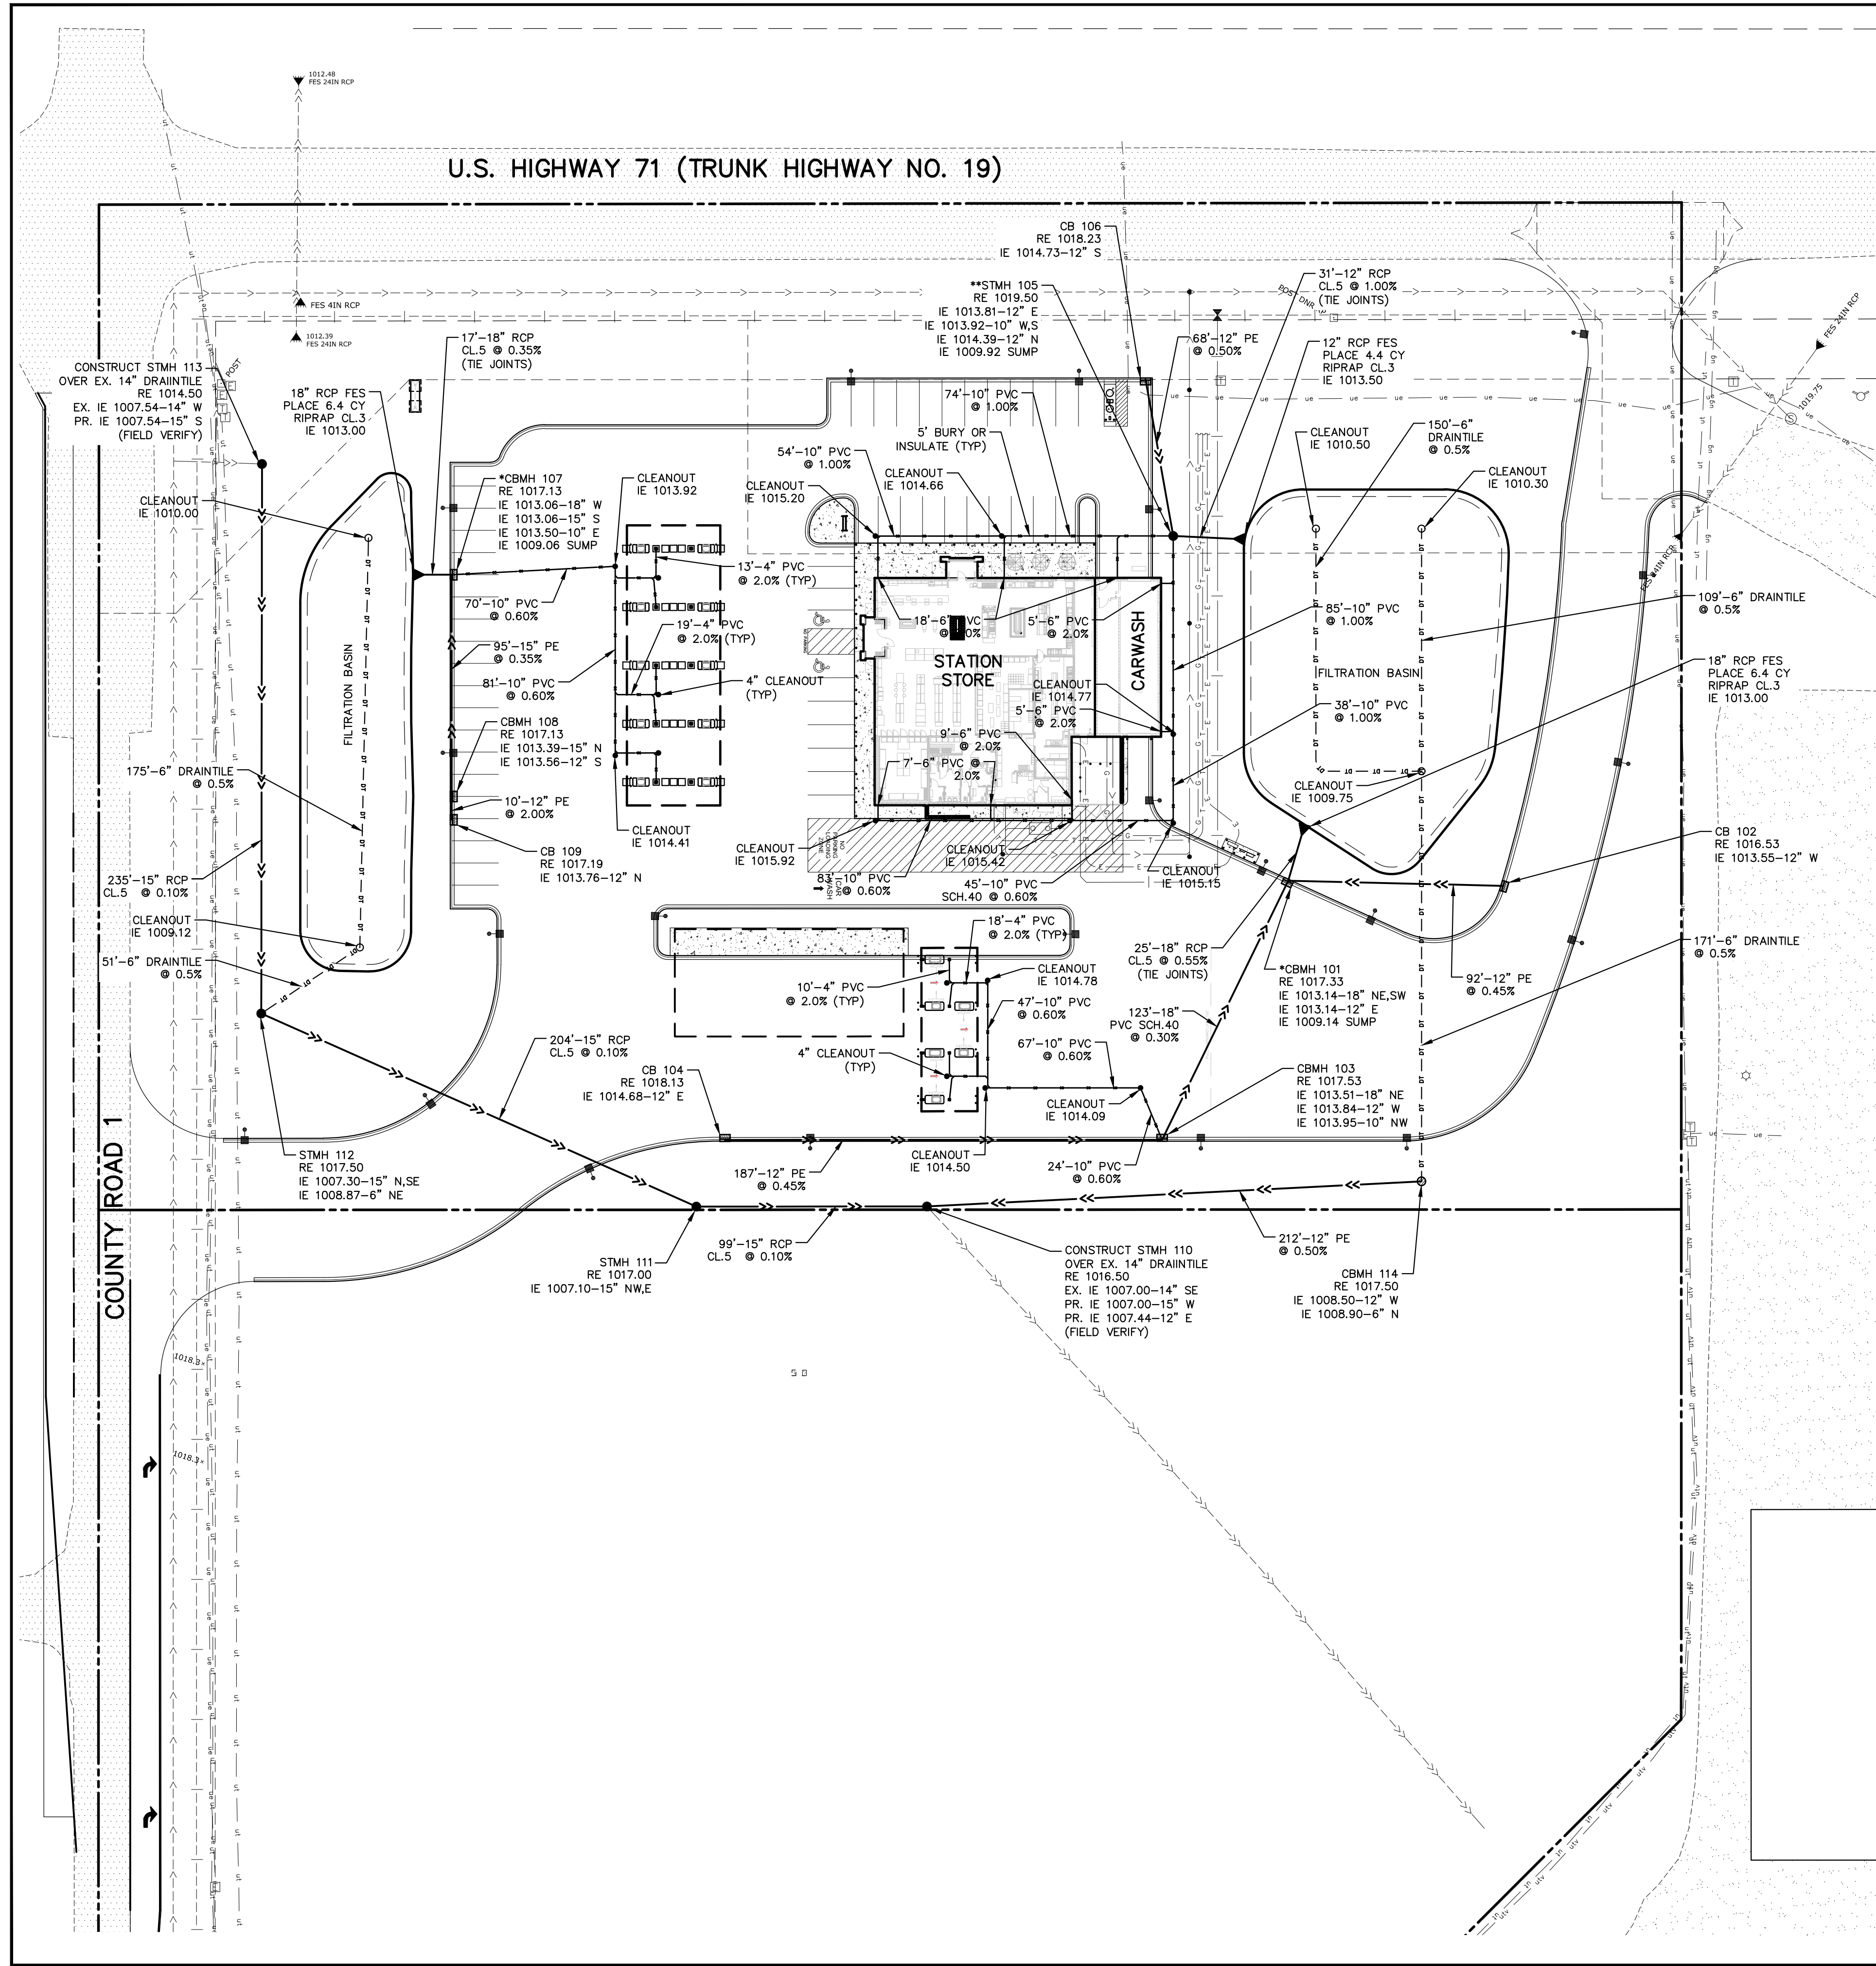 1012.48
FES 24IN RCP
U.S. HIGHWAY 71 (TRUNK HIGHWAY NO. 19)
FES 4IN RCP
1012.39
FES 24IN RCP
POST
CONSTRUCT STMH 113
OVER EX. 14" DRAINTILE
RE 1014.50
EX. IE 1007.54-14" W
PR. IE 1007.54-15" S
(FIELD VERIFY)
18" RCP FES
PLACE 6.4 CY
RIPRAP CL.3
IE 1013.00
17'-18" RCP
CL.5 @ 0.35%
(TIE JOINTS)
CB 106
RE 1018.23
IE 1014.73-12" S
**STMH 105
RE 1019.50
IE 1013.81-12" E
IE 1013.92-10" W,S
IE 1014.39-12" N
IE 1009.92 SUMP
31'-12" RCP
CL.5 @ 1.00%
(TIE JOINTS)
POST DNR
68'-12" PE
@ 0.50%
12" RCP FES
PLACE 4.4 CY
RIPRAP CL.3
IE 1013.50
FES 24IN RCP
1019.75
FES 24IN RCP
CLEANOUT
IE 1010.00
*CBMH 107
RE 1017.13
IE 1013.06-18" W
IE 1013.06-15" S
IE 1013.50-10" E
IE 1009.06 SUMP
CLEANOUT
IE 1013.92
CLEANOUT
IE 1015.20
54'-10" PVC
@ 1.00%
74'-10" PVC
@ 1.00%
5' BURY OR
INSULATE (TYP)
CLEANOUT
IE 1014.66
CLEANOUT
IE 1010.50
150'-6"
DRAINTILE
@ 0.5%
CLEANOUT
IE 1010.30
13'-4" PVC
@ 2.0% (TYP)
70'-10" PVC
@ 0.60%
19'-4" PVC
@ 2.0% (TYP)
95'-15" PE
@ 0.35%
81'-10" PVC
@ 0.60%
4" CLEANOUT
(TYP)
FILTRATION BASIN
18'-6" PVC
5'-6" PVC
@ 2.0%
STATION
STORE
CARWASH
85'-10" PVC
@ 1.00%
109'-6" DRAINTILE
@ 0.5%
FILTRATION BASIN
18" RCP FES
PLACE 6.4 CY
RIPRAP CL.3
IE 1013.00
CLEANOUT
IE 1014.77
5'-6" PVC
@ 2.0%
38'-10" PVC
@ 1.00%
CBMH 108
RE 1017.13
IE 1013.39-15" N
IE 1013.56-12" S
9'-6" PVC
@ 2.0%
7'-6" PVC @
2.0%
175'-6" DRAINTILE
@ 0.5%
10'-12" PE
@ 2.00%
CLEANOUT
IE 1014.41
CLEANOUT
IE 1009.75
CB 109
RE 1017.19
IE 1013.76-12" N
CLEANOUT
IE 1015.92
NO
PARKING
LOADING
ZONE
CAR
WASH
83'-10" PVC
@ 0.60%
CLEANOUT
IE 1015.42
45'-10" PVC
SCH.40 @ 0.60%
CLEANOUT
IE 1015.15
CB 102
RE 1016.53
IE 1013.55-12" W
235'-15" RCP
CL.5 @ 0.10%
CLEANOUT
IE 1009.12
51'-6" DRAINTILE
@ 0.5%
18'-4" PVC
@ 2.0% (TYP)
10'-4" PVC
@ 2.0% (TYP)
CLEANOUT
IE 1014.78
47'-10" PVC
@ 0.60%
25'-18" RCP
CL.5 @ 0.55%
(TIE JOINTS)
*CBMH 101
RE 1017.33
IE 1013.14-18" NE,SW
IE 1013.14-12" E
IE 1009.14 SUMP
92'-12" PE
@ 0.45%
171'-6" DRAINTILE
@ 0.5%
204'-15" RCP
CL.5 @ 0.10%
4" CLEANOUT
(TYP)
67'-10" PVC
@ 0.60%
123'-18"
PVC SCH.40
@ 0.30%
CB 104
RE 1018.13
IE 1014.68-12" E
CLEANOUT
IE 1014.09
CBMH 103
RE 1017.53
IE 1013.51-18" NE
IE 1013.84-12" W
IE 1013.95-10" NW
STMH 112
RE 1017.50
IE 1007.30-15" N,SE
IE 1008.87-6" NE
187'-12" PE
@ 0.45%
CLEANOUT
IE 1014.50
24'-10" PVC
@ 0.60%
COUNTY ROAD 1
99'-15" RCP
CL.5 @ 0.10%
STMH 111
RE 1017.00
IE 1007.10-15" NW,E
CONSTRUCT STMH 110
OVER EX. 14" DRAIINTILE
RE 1016.50
EX. IE 1007.00-14" SE
PR. IE 1007.00-15" W
PR. IE 1007.44-12" E
(FIELD VERIFY)
212'-12" PE
@ 0.50%
CBMH 114
RE 1017.50
IE 1008.50-12" W
IE 1008.90-6" N
1018.3×
1018.3×